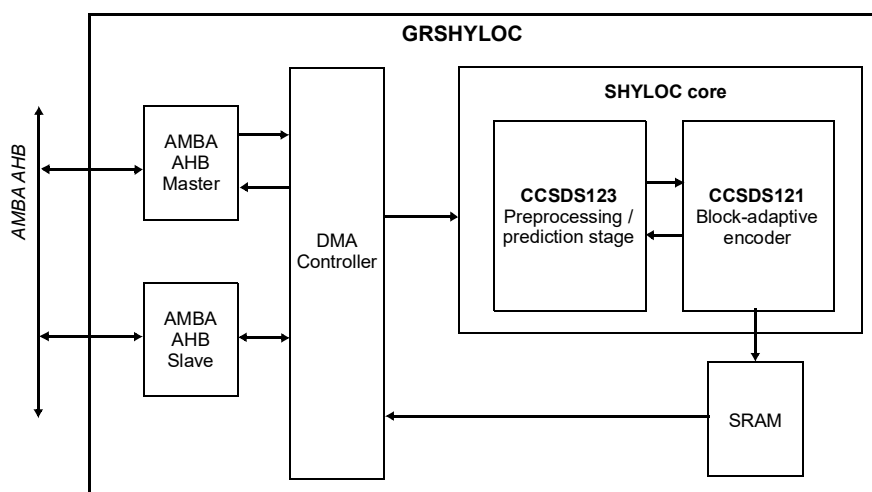 GRSHYLOC
AMBA AHB
AMBA
AHB
Master
AMBA
AHB
Slave
DMA
Controller
SHYLOC core
CCSDS123
Preprocessing /
prediction stage
CCSDS121
Block-adaptive
encoder
SRAM